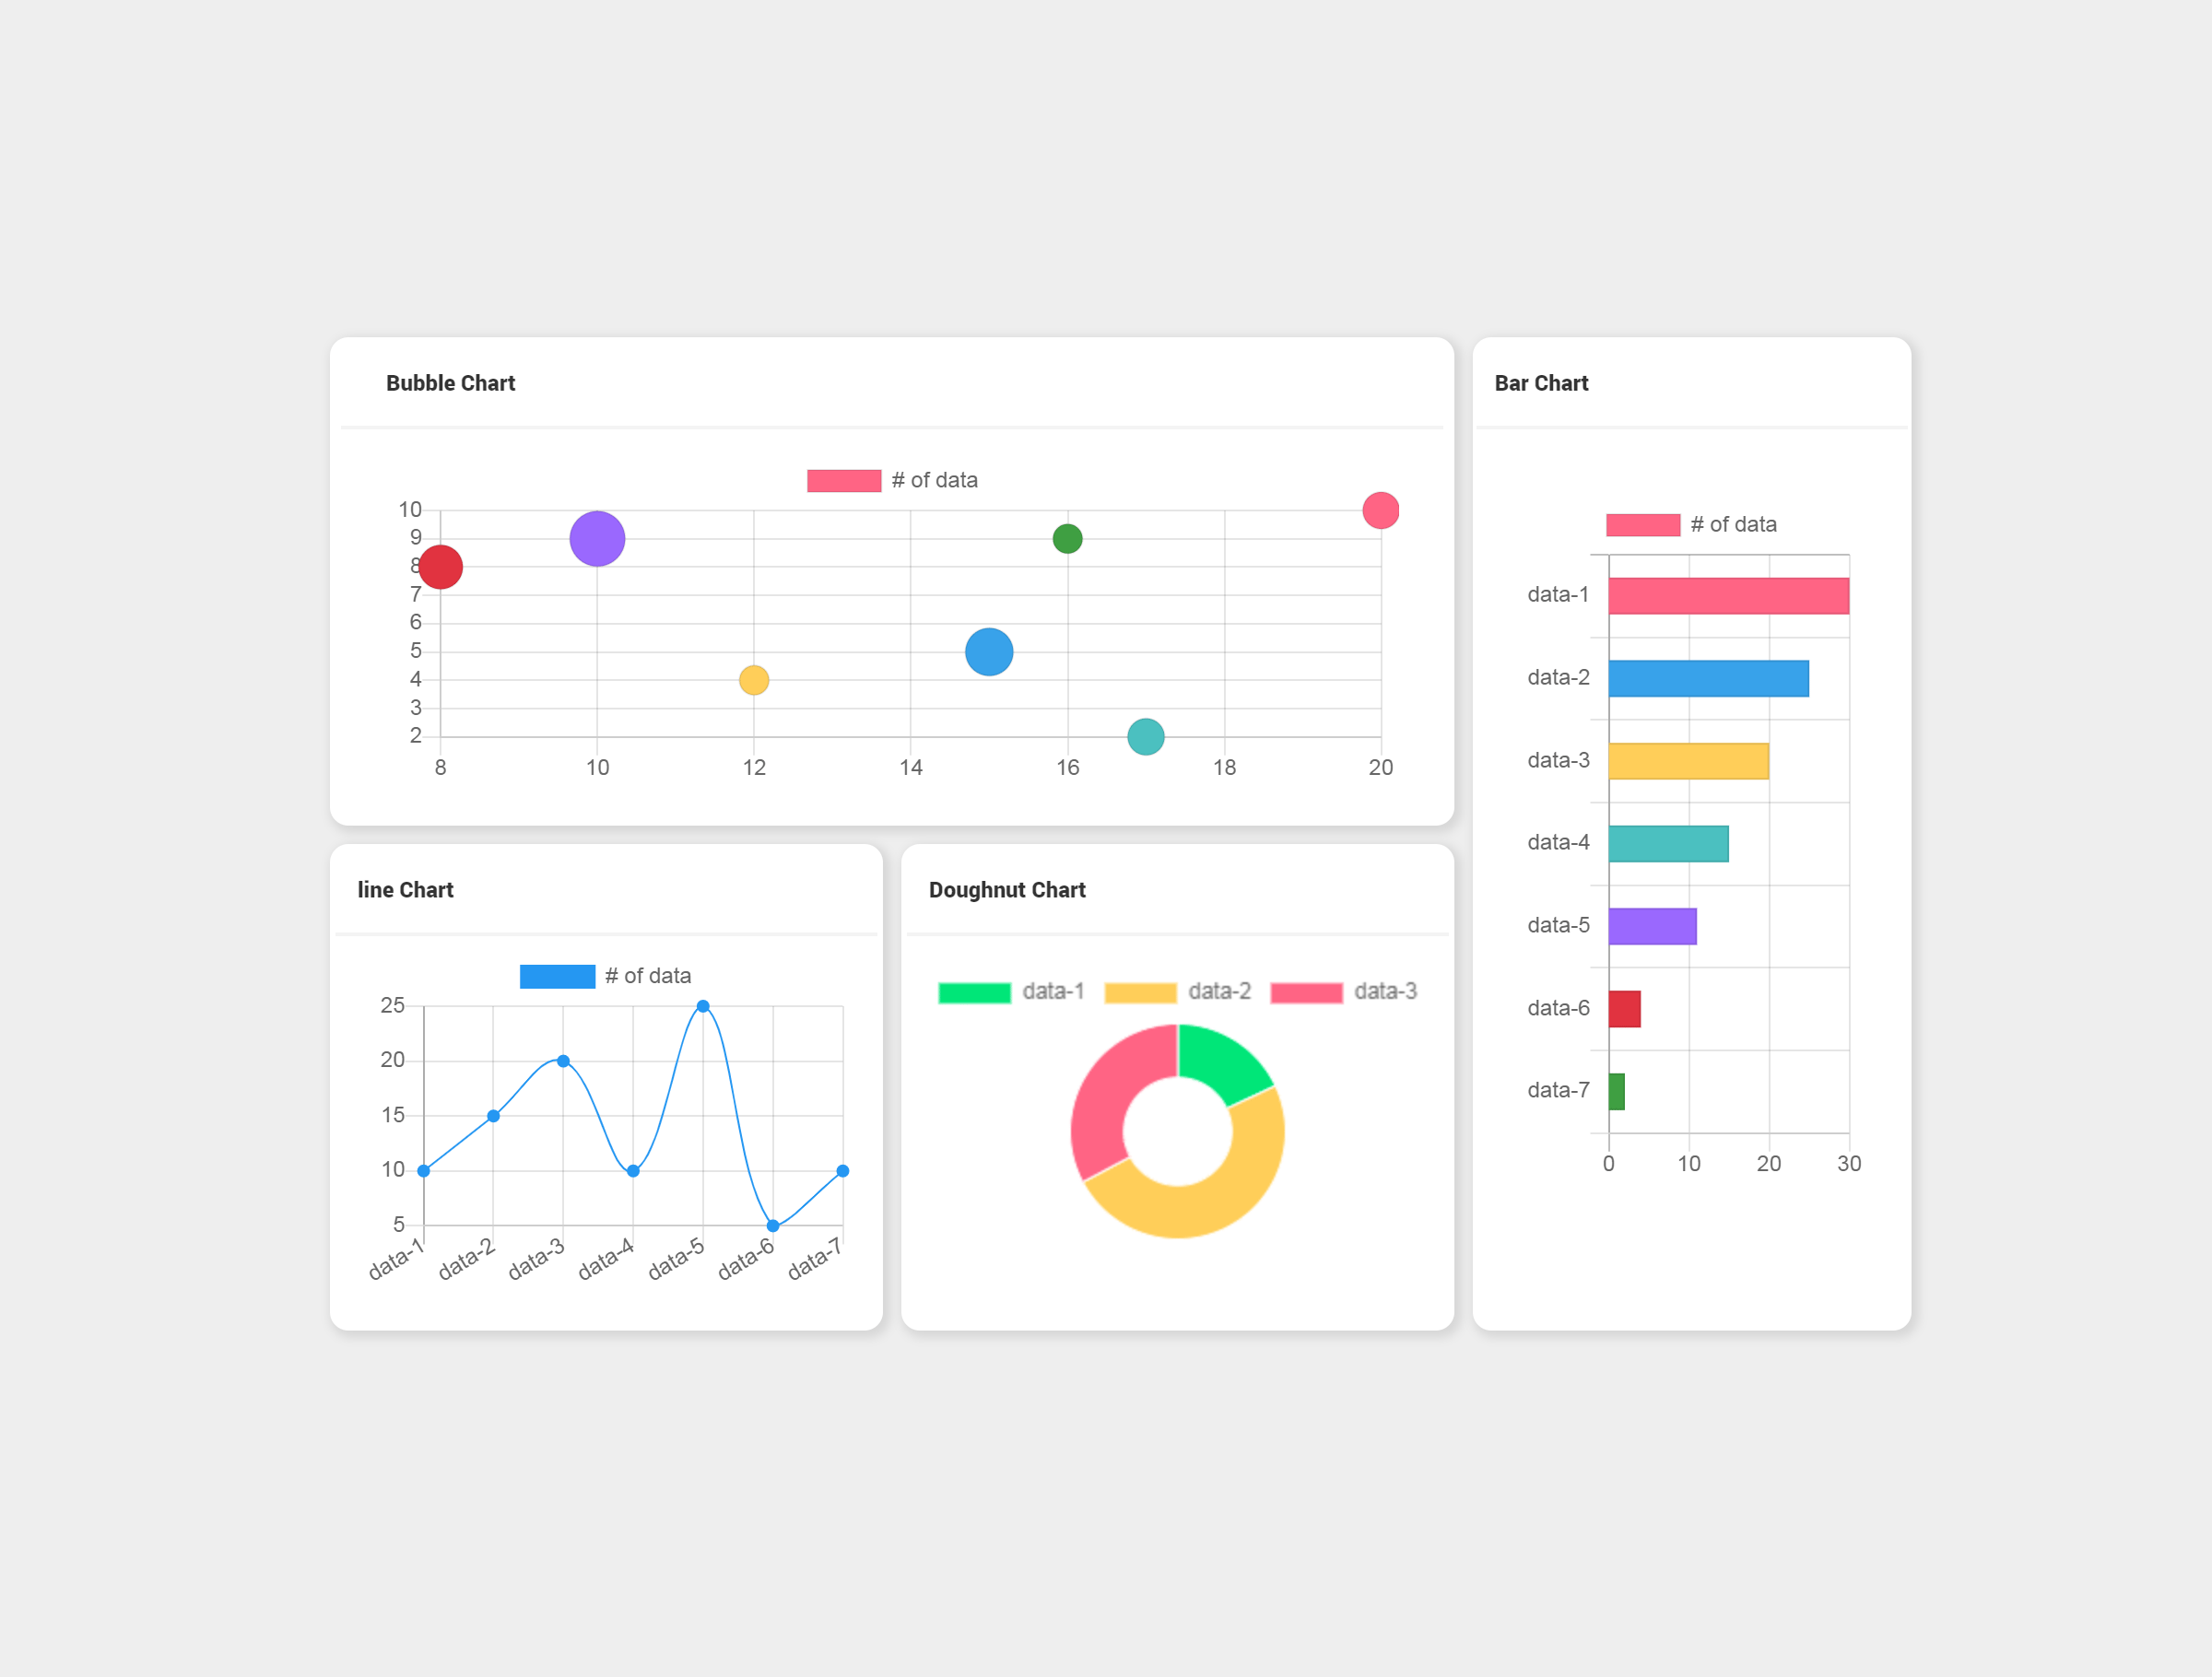 Bubble Chart
# of data
10
9
8
7
6
5
4
3
2
8 10 12 14 16 18 20
Bar Chart
# of data
data-1
data-2
data-3
data-4
data-5
data-6
data-7
0 10 20 30
line Chart
# of data
25
20
15
10
5
data-1 data-2 data-3 data-4 data-5 data-6 data-7
Doughnut Chart
data-1 data-2 data-3